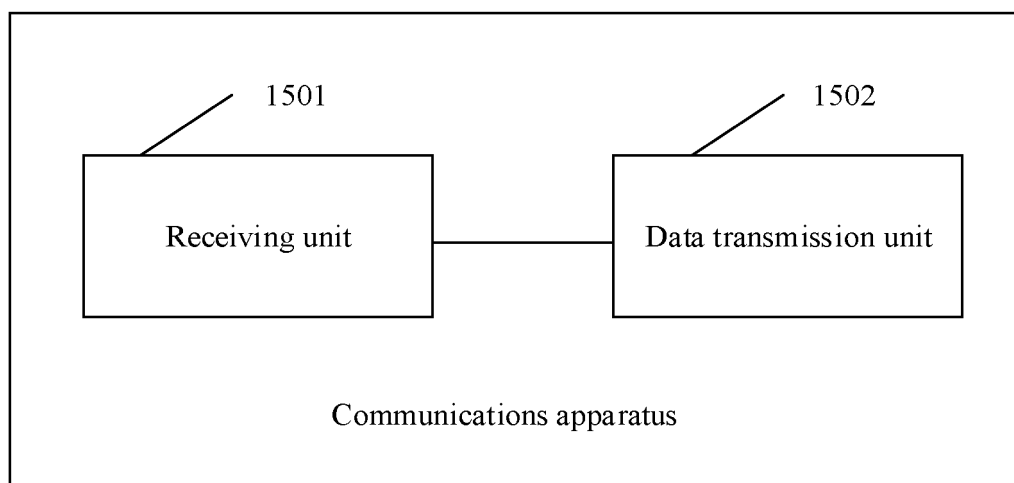 1501
1502
Receiving unit
Data transmission unit
Communications apparatus